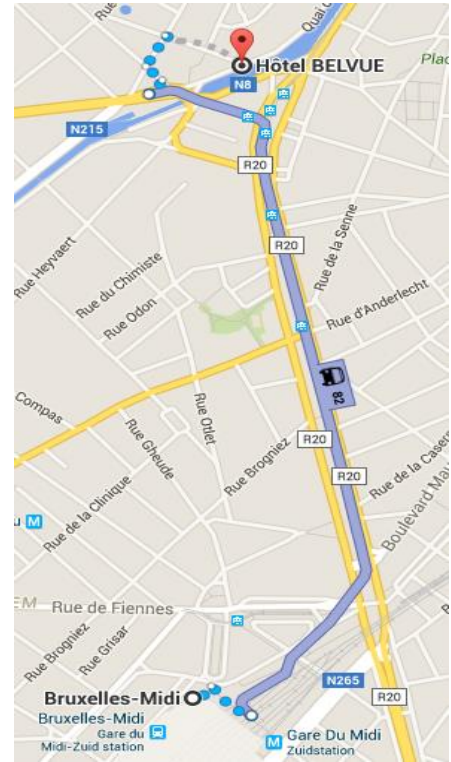 Quai d
Hôtel BELVUE
Plac
N8
N215
R20
R20
Rue de la Senne
Rue Heyvaert
Rue du Chimiste
Rue Odon
Rue d'Anderlecht
Compas
82
Rue Otlet
Rue Gheude
Rue Brogniez
R20
R20
Rue de la Clinique
Rue de la Casern
Boulevard Mau
u M
EM
Rue de Fiennes
Rue Brogniez
Rue Grisar
N265
R20
Bruxelles-Midi
Bruxelles-Midi
Gare du
Midi-Zuid station
M Gare Du Midi
Zuidstation